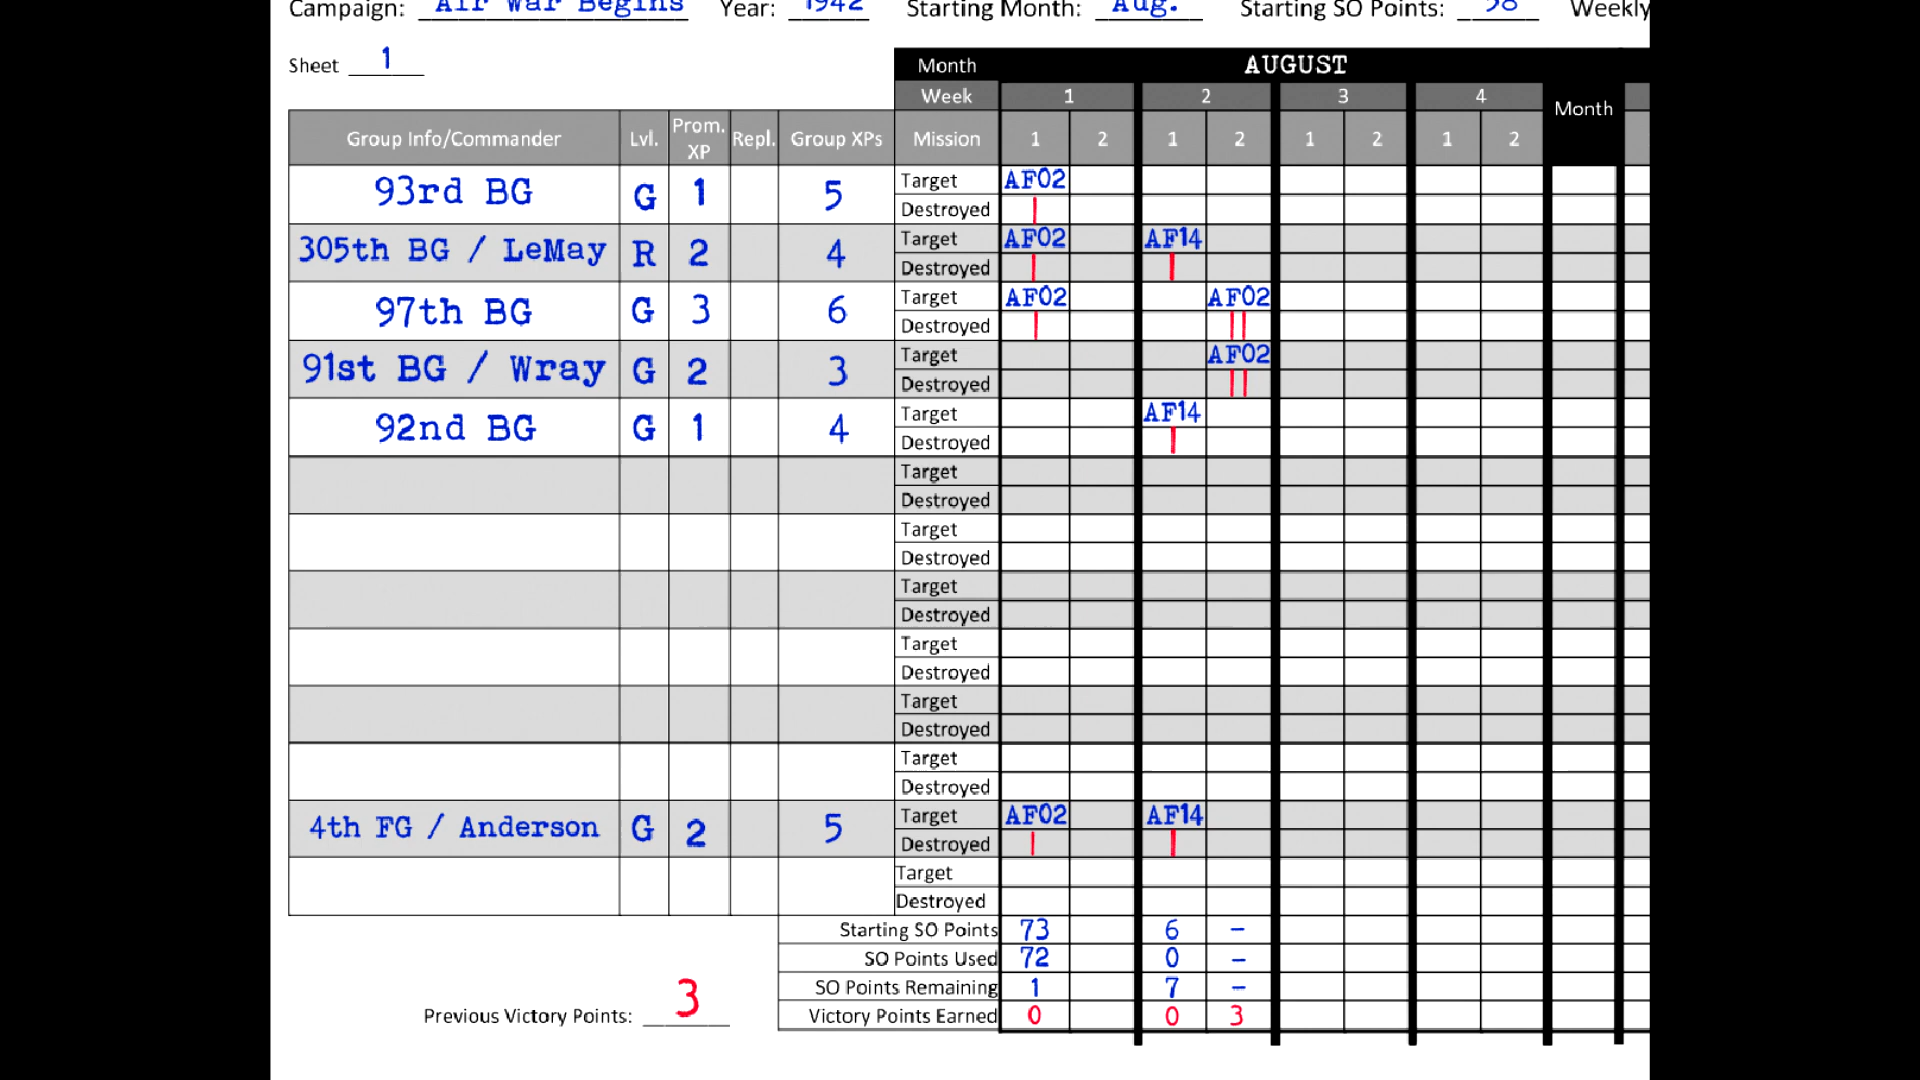 Campaign: Air War Begins Year: 1942 Starting Month: Aug. Starting SO Points: 58 Weekly
Sheet 1
Month AUGUST
Week 1 2 3 4 Month
Group Info/Commander Lvl. Prom. XP Repl. Group XPs Mission 1 2 1 2 1 2 1 2
93rd BG G 1 5 Target AF02
Destroyed |
305th BG / LeMay R 2 4 Target AF02 AF14
Destroyed | |
97th BG G 3 6 Target AF02 AF02
Destroyed | ||
91st BG / Wray G 2 3 Target AF02
Destroyed ||
92nd BG G 1 4 Target AF14
Destroyed |
Target
Destroyed
Target
Destroyed
Target
Destroyed
Target
Destroyed
Target
Destroyed
Target
Destroyed
4th FG / Anderson G 2 5 Target AF02 AF14
Destroyed | |
Target
Destroyed
Starting SO Points 73 6 –
SO Points Used 72 0 –
SO Points Remaining 1 7 –
Previous Victory Points: 3 Victory Points Earned 0 0 3